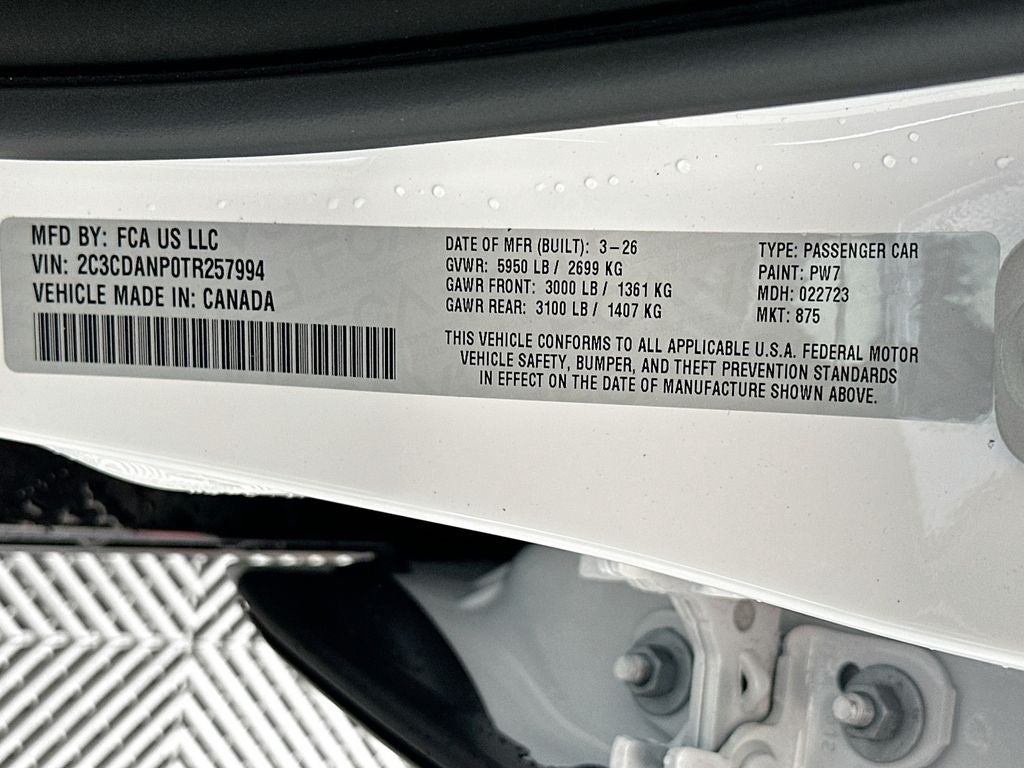 MFD BY: FCA US LLC
VIN: 2C3CDANP0TR257994
VEHICLE MADE IN: CANADA
DATE OF MFR (BUILT): 3-26
GVWR: 5950 LB / 2699 KG
GAWR FRONT: 3000 LB / 1361 KG
GAWR REAR: 3100 LB / 1407 KG
TYPE: PASSENGER CAR
PAINT: PW7
MDH: 022723
MKT: 875
THIS VEHICLE CONFORMS TO ALL APPLICABLE U.S.A. FEDERAL MOTOR
VEHICLE SAFETY, BUMPER, AND THEFT PREVENTION STANDARDS
IN EFFECT ON THE DATE OF MANUFACTURE SHOWN ABOVE.